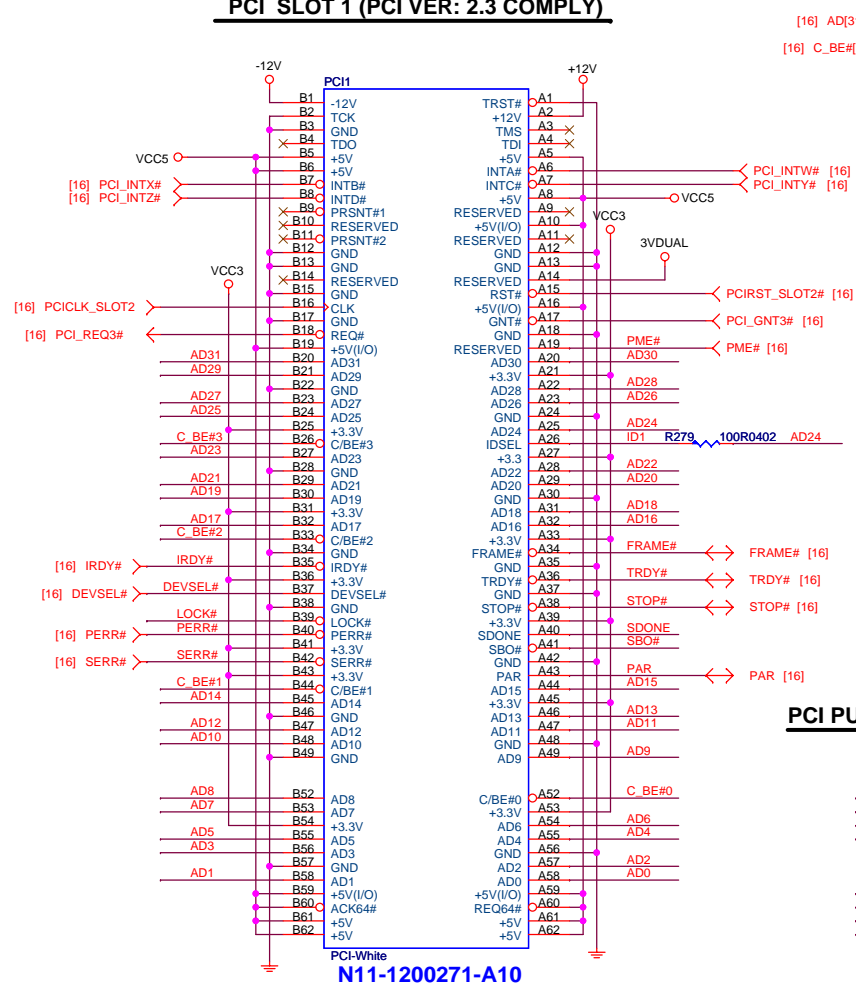 PCI SLOT 1 (PCI VER: 2.3 COMPLY)
[16] AD[3
[16] C_BE#[
-12V +12V
PCI1
B1 -12V TRST# A1
B2 TCK +12V A2
B3 GND TMS A3
B4 TDO TDI A4
VCC5 B5 +5V +5V A5
B6 +5V INTA# A6 PCI_INTW# [16]
[16] PCI_INTX# B7 INTB# INTC# A7 PCI_INTY# [16]
[16] PCI_INTZ# B8 INTD# +5V A8 VCC5
B9 PRSNT#1 RESERVED A9
B10 RESERVED +5V(I/O) A10 VCC3
B11 PRSNT#2 RESERVED A11
B12 GND GND A12 3VDUAL
B13 GND GND A13
VCC3 B14 RESERVED RESERVED A14
B15 GND RST# A15 PCIRST_SLOT2# [16]
[16] PCICLK_SLOT2 B16 CLK +5V(I/O) A16
B17 GND GNT# A17 PCI_GNT3# [16]
[16] PCI_REQ3# B18 REQ# GND A18
B19 +5V(I/O) RESERVED A19 PME# PME# [16]
AD31 B20 AD31 AD30 A20 AD30
AD29 B21 AD29 +3.3V A21
B22 GND AD28 A22 AD28
AD27 B23 AD27 AD26 A23 AD26
AD25 B24 AD25 GND A24
B25 +3.3V AD24 A25 AD24
C_BE#3 B26 C/BE#3 IDSEL A26 ID1 R279 100R0402 AD24
AD23 B27 AD23 +3.3 A27
B28 GND AD22 A28 AD22
AD21 B29 AD21 AD20 A29 AD20
AD19 B30 AD19 GND A30
B31 +3.3V AD18 A31 AD18
AD17 B32 AD17 AD16 A32 AD16
C_BE#2 B33 C/BE#2 +3.3V A33
B34 GND FRAME# A34 FRAME# FRAME# [16]
[16] IRDY# IRDY# B35 IRDY# GND A35
B36 +3.3V TRDY# A36 TRDY# TRDY# [16]
[16] DEVSEL# DEVSEL# B37 DEVSEL# GND A37
B38 GND STOP# A38 STOP# STOP# [16]
LOCK# B39 LOCK# +3.3V A39
[16] PERR# PERR# B40 PERR# SDONE A40 SDONE
B41 +3.3V SBO# A41 SBO#
[16] SERR# SERR# B42 SERR# GND A42
B43 +3.3V PAR A43 PAR PAR [16]
C_BE#1 B44 C/BE#1 AD15 A44 AD15
AD14 B45 AD14 +3.3V A45
B46 GND AD13 A46 AD13
AD12 B47 AD12 AD11 A47 AD11
AD10 B48 AD10 GND A48
B49 GND AD9 A49 AD9
PCI PU
AD8 B52 AD8 C/BE#0 A52 C_BE#0
AD7 B53 AD7 +3.3V A53
B54 +3.3V AD6 A54 AD6
AD5 B55 AD5 AD4 A55 AD4
AD3 B56 AD3 GND A56
B57 GND AD2 A57 AD2
AD1 B58 AD1 AD0 A58 AD0
B59 +5V(I/O) +5V(I/O) A59
B60 ACK64# REQ64# A60
B61 +5V +5V A61
B62 +5V +5V A62
PCI-White
N11-1200271-A10